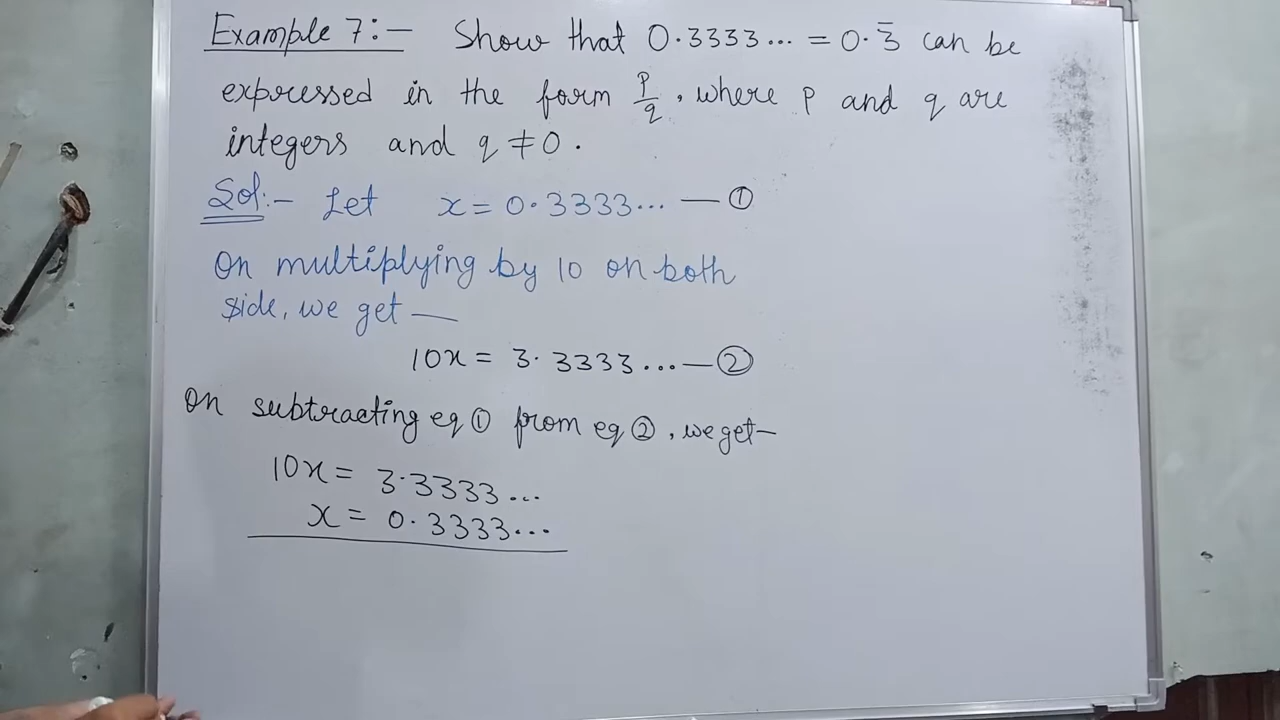 Example 7:- Show that 0.3333... = 0.3̅ can be
expressed in the form p/q, where p and q are
integers and q ≠ 0.
Sol:- Let x = 0.3333... — ①
On multiplying by 10 on both
side, we get —
10x = 3.3333... — ②
On subtracting eq ① from eq ②, we get —
10x = 3.3333...
x = 0.3333...